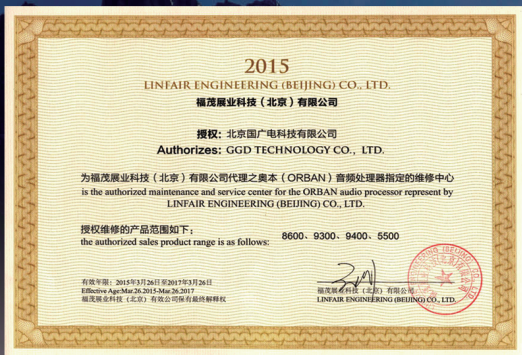 2015
LINFAIR ENGINEERING (BEIJING) CO., LTD.
福茂展业科技（北京）有限公司
授权：北京国广电科技有限公司
Authorizes: GGD TECHNOLOGY CO., LTD.
为福茂展业科技（北京）有限公司代理之奥本（ORBAN）音频处理器指定的维修中心
is the authorized maintenance and service center for the ORBAN audio processor represent by
LINFAIR ENGINEERING (BEIJING) CO., LTD.
授权维修的产品范围如下；
the authorized sales product range is as follows:
8600、9300、9400、5500
有效年限：2015年3月26日至2017年3月26日
Effective Age:Mar.26.2015-Mar.26.2017
福茂展业科技（北京）有效公司保有最终解释权
福茂展业科技（北京）有限公司
LINFAIR ENGINEERING (BEIJING) CO., LTD.